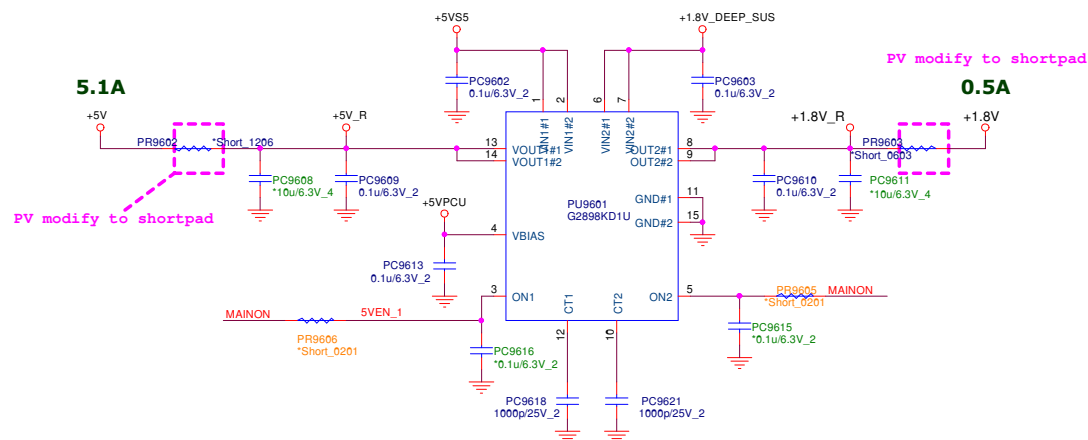 +5VS5
+1.8V_DEEP_SUS
PV modify to shortpad
5.1A
0.5A
PC9602
0.1u/6.3V_2
PC9603
0.1u/6.3V_2
1
2
6
7
VIN1#1
VIN1#2
VIN2#1
VIN2#2
+5V
+5V_R
+1.8V_R
+1.8V
PR9602
*Short_1206
13
VOUT1#1
14
VOUT1#2
8
OUT2#1
9
OUT2#2
PR9603
*Short_0603
PC9608
*10u/6.3V_4
PC9609
0.1u/6.3V_2
PC9610
0.1u/6.3V_2
PC9611
*10u/6.3V_4
PU9601
G2898KD1U
GND#1
11
GND#2
15
PV modify to shortpad
+5VPCU
4
VBIAS
PC9613
0.1u/6.3V_2
3
ON1
ON2
5
MAINON
5VEN_1
PR9606
*Short_0201
PR9605
*Short_0201
MAINON
CT1
CT2
12
10
PC9616
*0.1u/6.3V_2
PC9615
*0.1u/6.3V_2
PC9618
1000p/25V_2
PC9621
1000p/25V_2